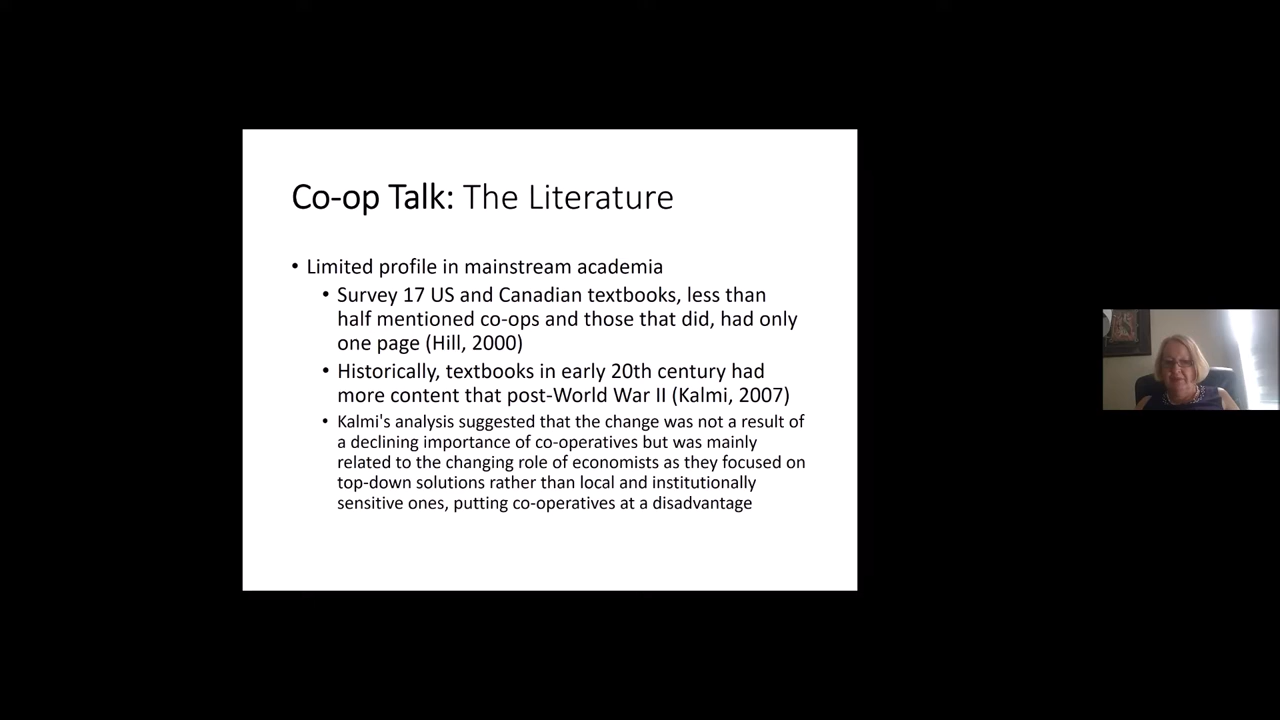 Co-op Talk: The Literature
• Limited profile in mainstream academia
• Survey 17 US and Canadian textbooks, less than
half mentioned co-ops and those that did, had only
one page (Hill, 2000)
• Historically, textbooks in early 20th century had
more content that post-World War II (Kalmi, 2007)
• Kalmi's analysis suggested that the change was not a result of
a declining importance of co-operatives but was mainly
related to the changing role of economists as they focused on
top-down solutions rather than local and institutionally
sensitive ones, putting co-operatives at a disadvantage